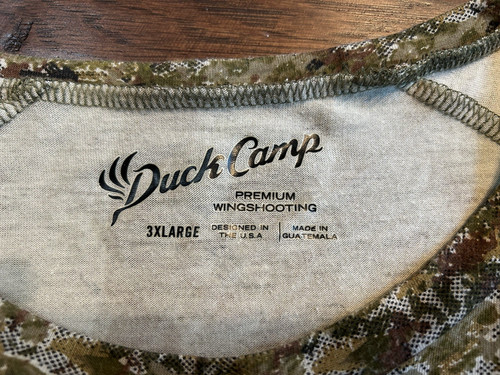 Duck Camp
PREMIUM
WINGSHOOTING
3XLARGE DESIGNED IN THE U.S.A MADE IN GUATEMALA